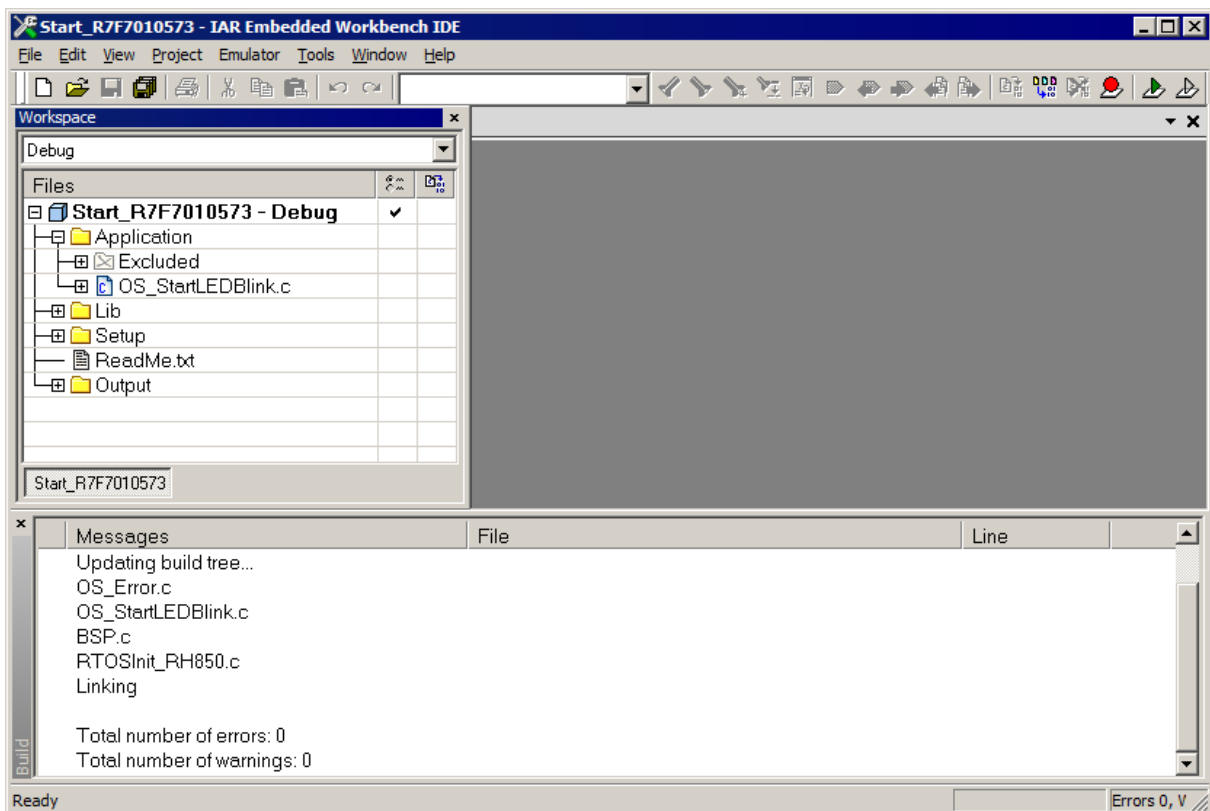 Start_R7F7010573 - IAR Embedded Workbench IDE
File Edit View Project Emulator Tools Window Help
Workspace
Debug
Files
Start_R7F7010573 - Debug
Application
Excluded
OS_StartLEDBlink.c
Lib
Setup
ReadMe.txt
Output
Start_R7F7010573
Messages File Line
Updating build tree...
OS_Error.c
OS_StartLEDBlink.c
BSP.c
RTOSInit_RH850.c
Linking
Total number of errors: 0
Total number of warnings: 0
Build
Ready Errors 0, V